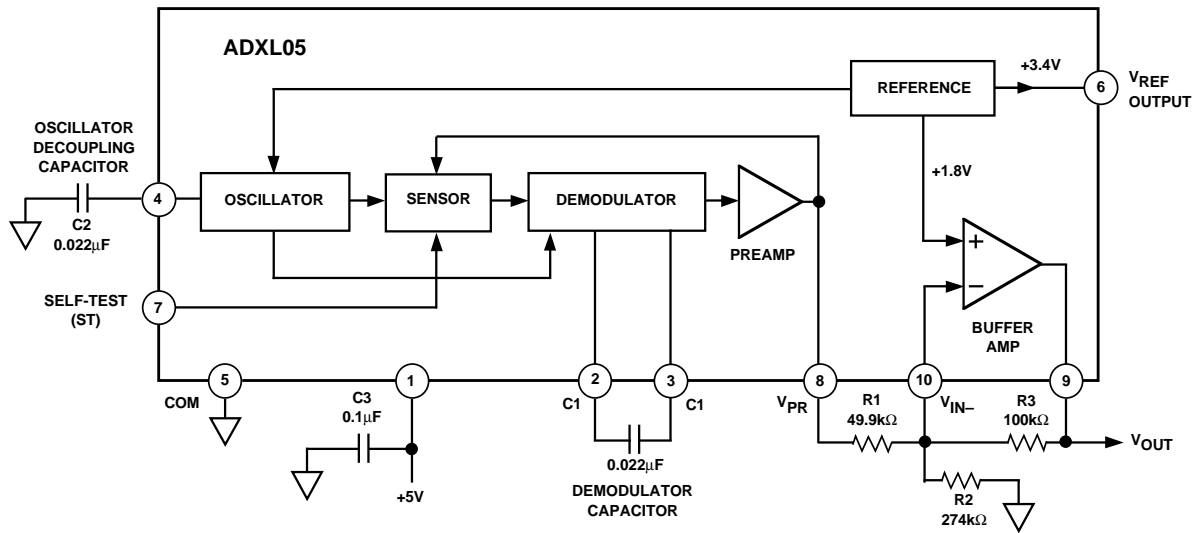 ADXL05
REFERENCE
+3.4V
6
VREF
OUTPUT
OSCILLATOR
DECOUPLING
CAPACITOR
+1.8V
4
OSCILLATOR
SENSOR
DEMODULATOR
C2
0.022μF
PREAMP
+
−
BUFFER
AMP
SELF-TEST
(ST)
7
5
1
2
3
8
10
9
COM
C3
0.1μF
C1
C1
VPR
R1
49.9kΩ
VIN–
R3
100kΩ
VOUT
0.022μF
+5V
DEMODULATOR
CAPACITOR
R2
274kΩ